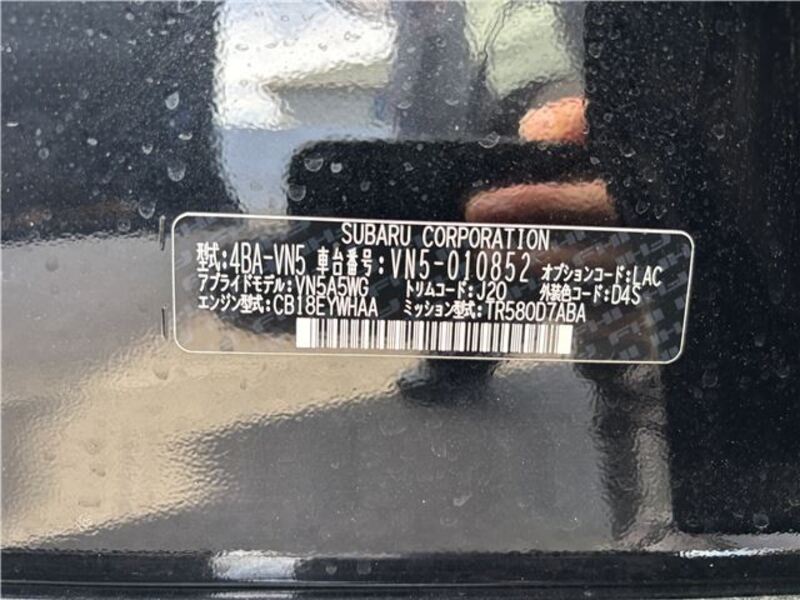 SUBARU CORPORATION
型式:4BA-VN5 車台番号:VN5-010852 オプションコード:LAC
アプライドモデル:VN5A5WG トリムコード:J20 外装色コード:D4S
エンジン型式:CB18EYWHAA ミッション型式:TR580D7ABA